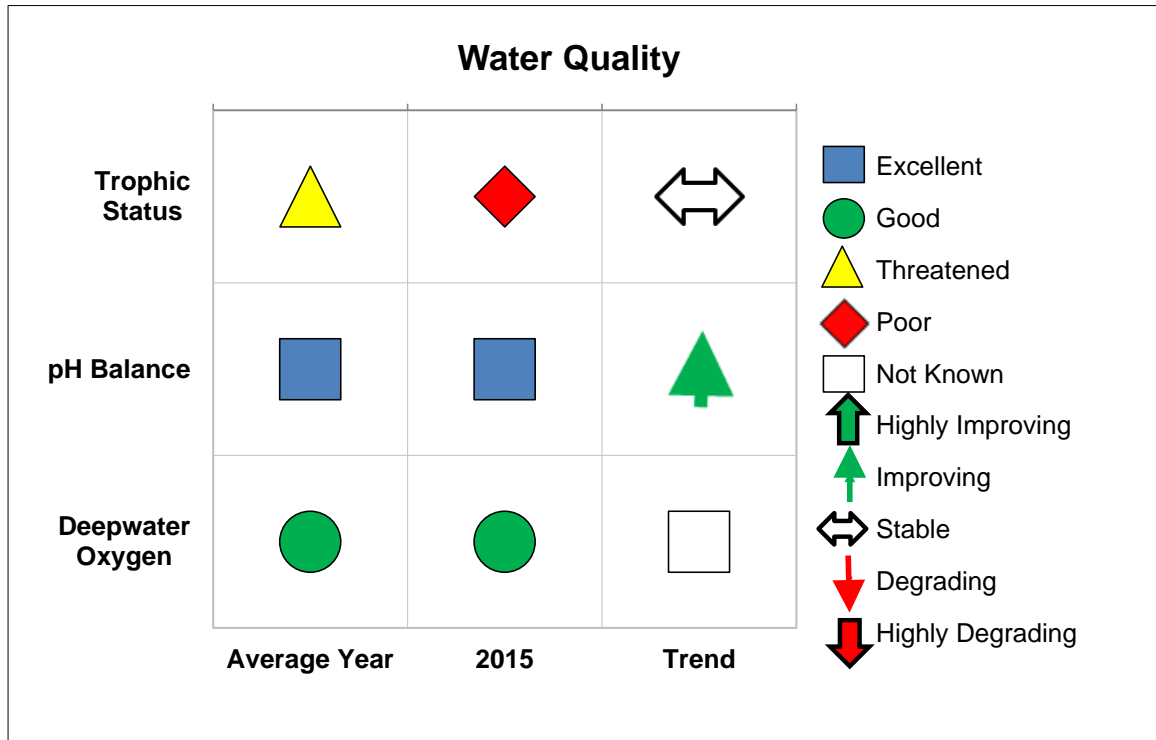 Water Quality
Trophic
Status
pH Balance
Deepwater
Oxygen
Average Year
2015
Trend
Excellent
Good
Threatened
Poor
Not Known
Highly Improving
Improving
Stable
Degrading
Highly Degrading